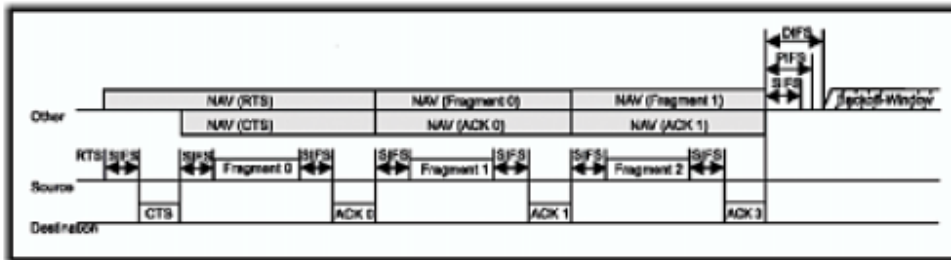 DIFS
PIFS
SIFS
NAV (RTS) NAV (Fragment 0) NAV (Fragment 1) Backoff-Window
Other
NAV (CTS) NAV (ACK 0) NAV (ACK 1)
RTS SIFS SIFS Fragment 0 SIFS SIFS Fragment 1 SIFS SIFS Fragment 2 SIFS
Source
CTS ACK 0 ACK 1 ACK 3
Destination